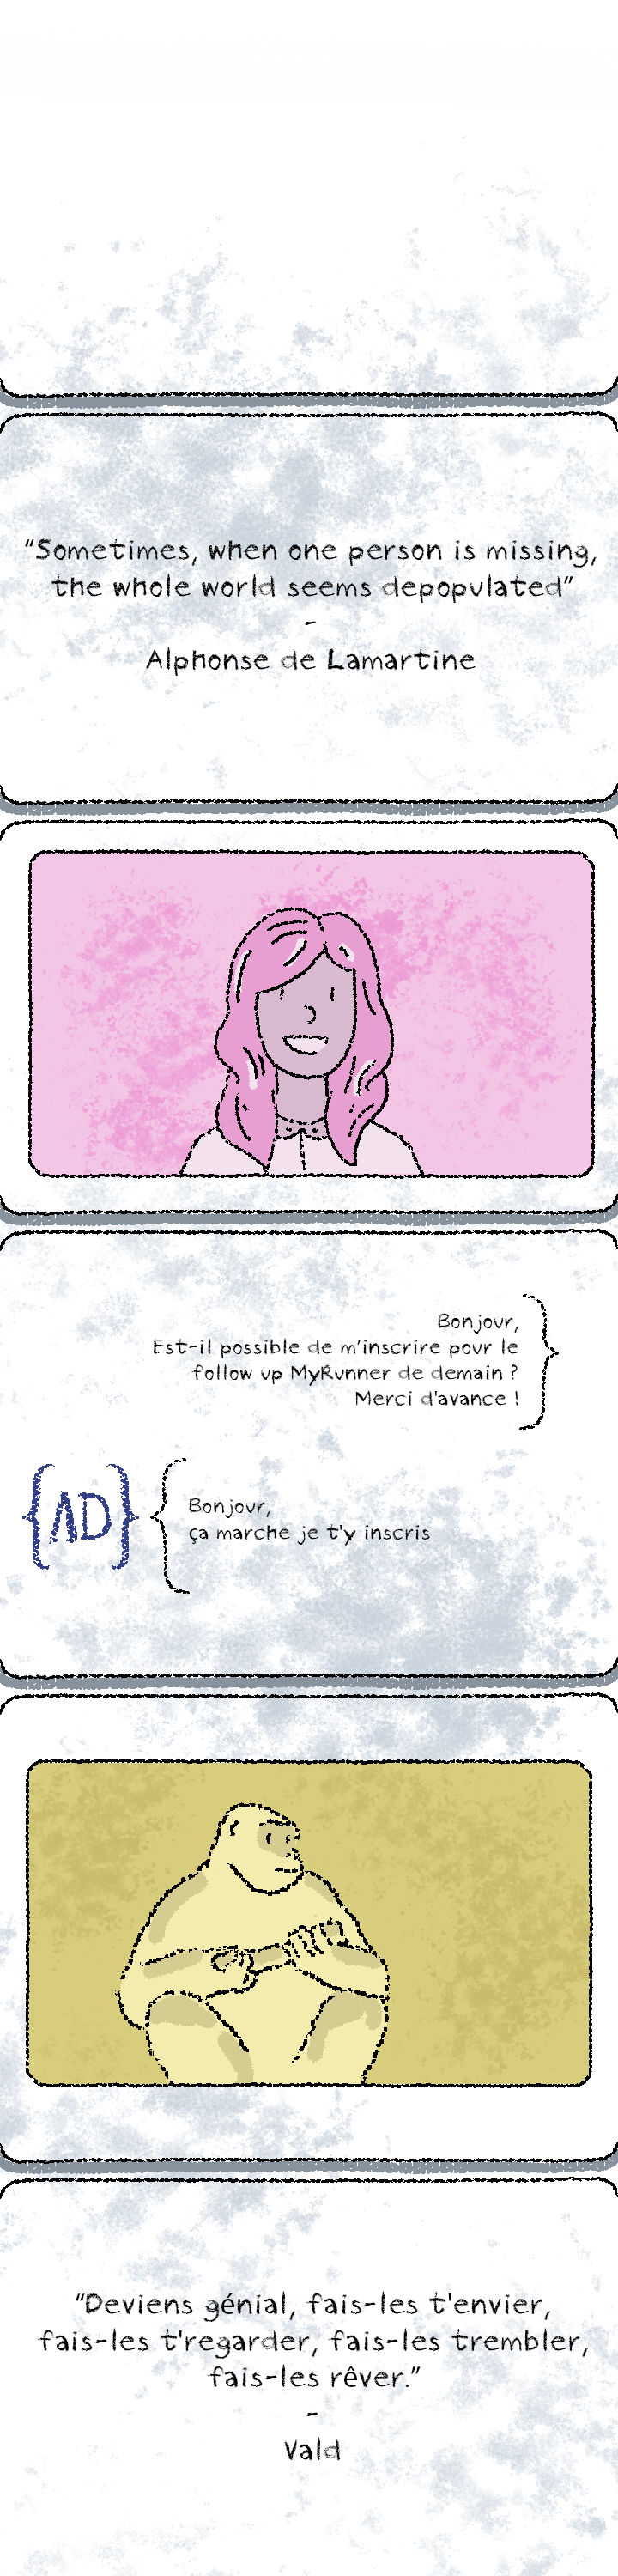 “Sometimes, when one person is missing,
the whole world seems depopulated”
-
Alphonse de Lamartine
Bonjour,
Est-il possible de m'inscrire pour le
follow up MyRunner de demain ?
Merci d'avance !
{AD}
Bonjour,
ça marche je t'y inscris
“Deviens génial, fais-les t'envier,
fais-les t'regarder, fais-les trembler,
fais-les rêver.”
-
Vald